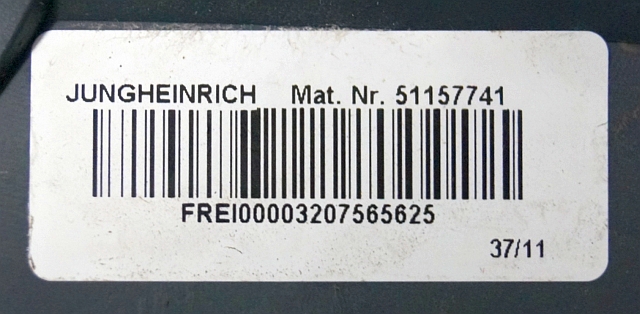 JUNGHEINRICH Mat. Nr. 51157741
FREI00003207565625
37/11